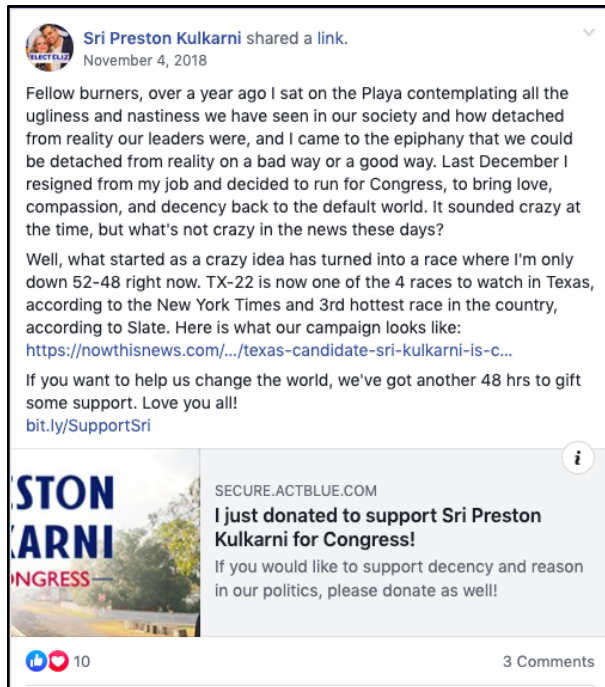 Sri Preston Kulkarni shared a link.
November 4, 2018
Fellow burners, over a year ago I sat on the Playa contemplating all the
ugliness and nastiness we have seen in our society and how detached
from reality our leaders were, and I came to the epiphany that we could
be detached from reality on a bad way or a good way. Last December I
resigned from my job and decided to run for Congress, to bring love,
compassion, and decency back to the default world. It sounded crazy at
the time, but what's not crazy in the news these days?
Well, what started as a crazy idea has turned into a race where I'm only
down 52-48 right now. TX-22 is now one of the 4 races to watch in Texas,
according to the New York Times and 3rd hottest race in the country,
according to Slate. Here is what our campaign looks like:
https://nowthisnews.com/.../texas-candidate-sri-kulkarni-is-c...
If you want to help us change the world, we've got another 48 hrs to gift
some support. Love you all!
bit.ly/SupportSri
STON
KARNI
NGRESS
SECURE.ACTBLUE.COM
I just donated to support Sri Preston
Kulkarni for Congress!
If you would like to support decency and reason
in our politics, please donate as well!
10
3 Comments
ELECT ELIZ